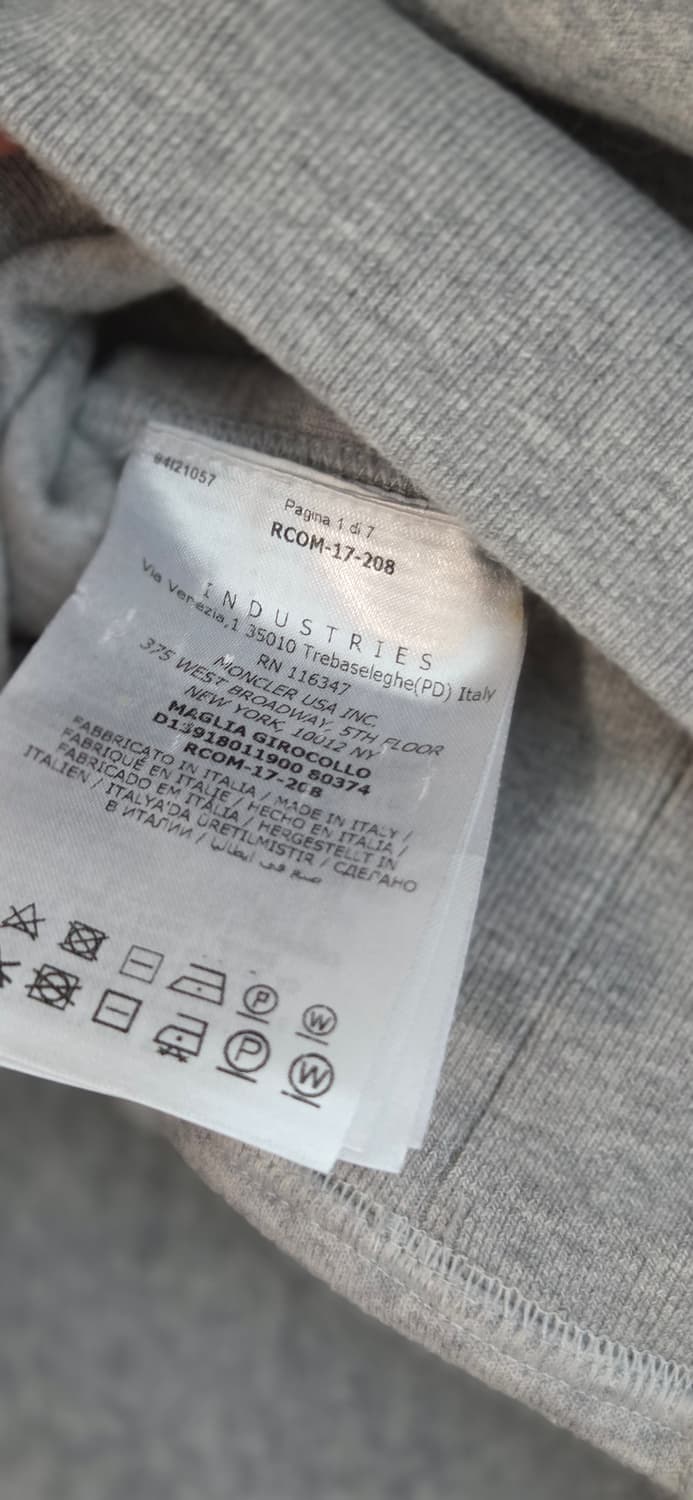 94I21057
Pagina 1 di 7
RCOM-17-208
INDUSTRIES
Via Venezia,1 35010 Trebaseleghe(PD) Italy
RN 116347
MONCLER USA INC.
375 WEST BROADWAY, 5TH FLOOR
NEW YORK, 10012 NY
MAGLIA GIROCOLLO
D13918011900 80374
RCOM-17-208
FABBRICATO IN ITALIA / MADE IN ITALY /
FABRIQUÉ EN ITALIE / HECHO EN ITALIA /
FABRICADO EM ITÁLIA / HERGESTELLT IN
ITALIEN / ITALYA'DA ÜRETILMISTIR / СДЕЛАНО
В ИТАЛИИ / صنع في ايطاليا
P W
P W